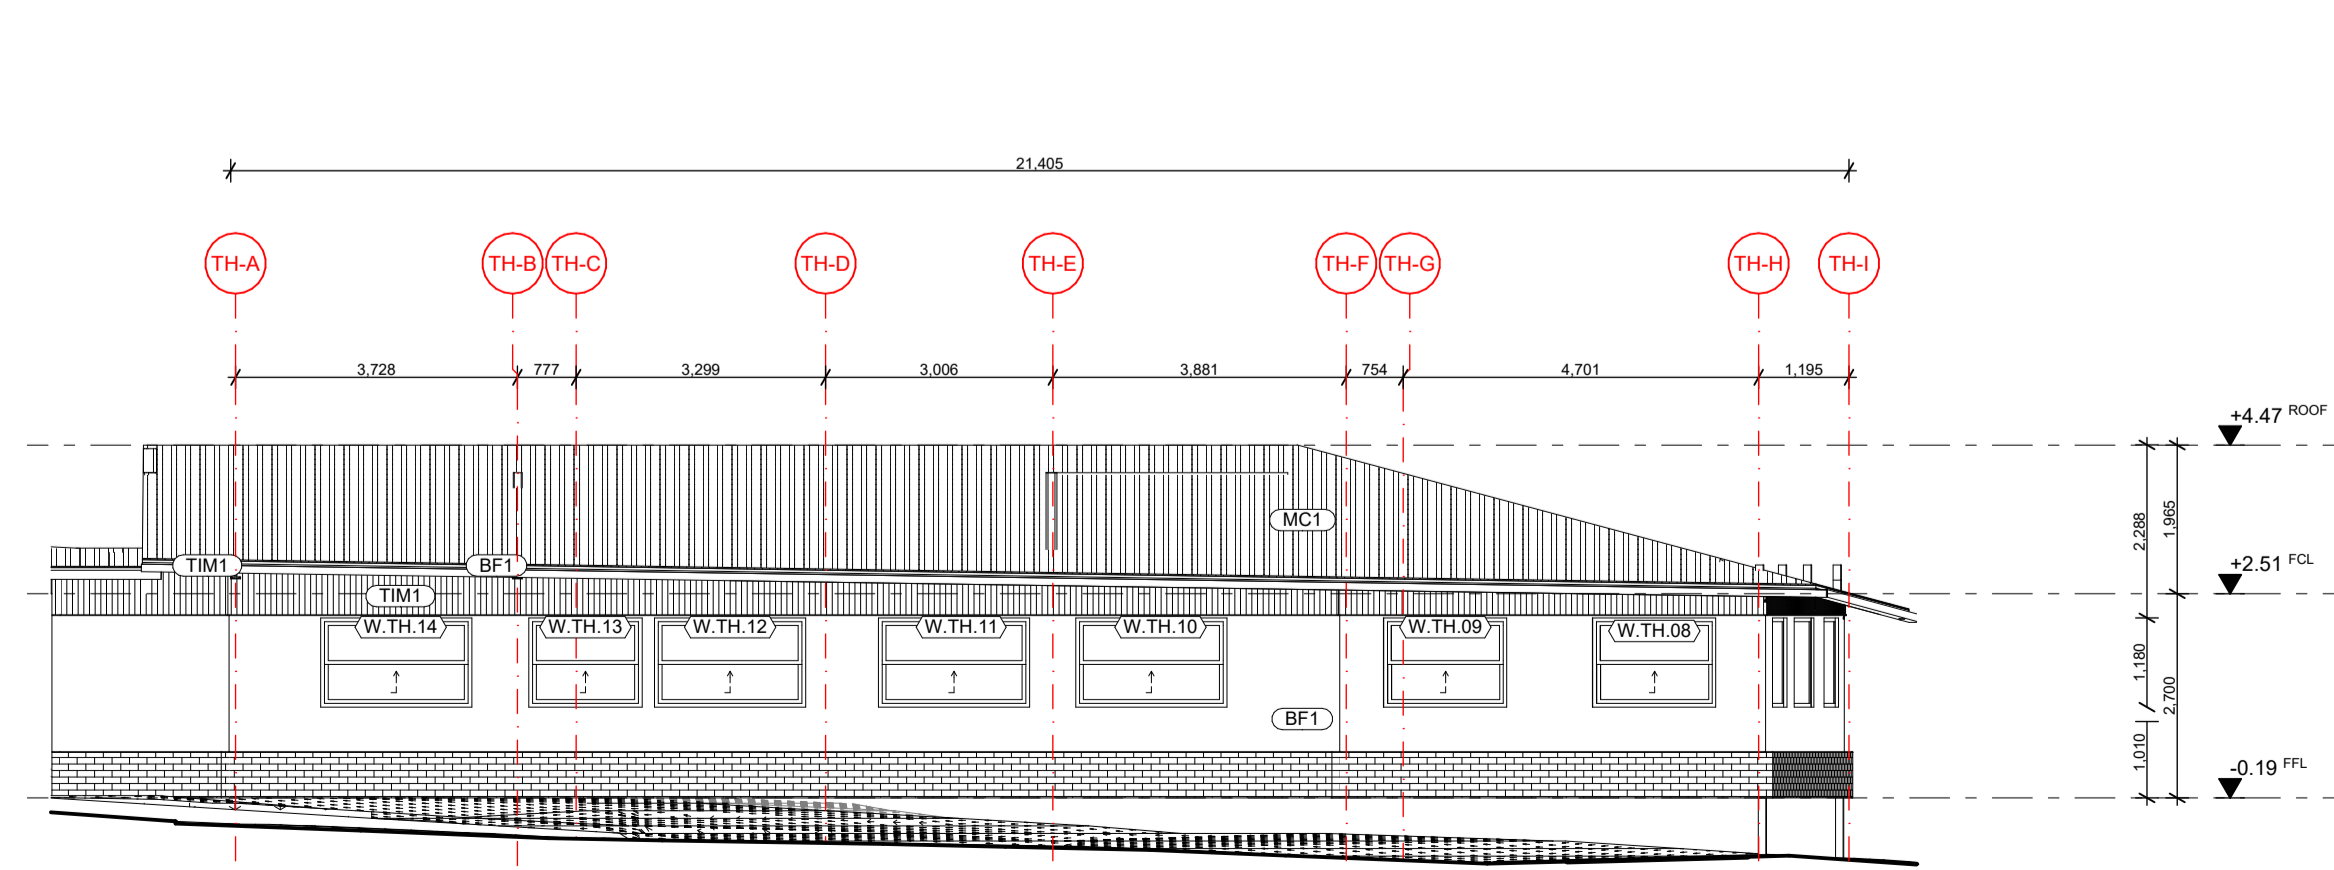 21,405
TH-A TH-B TH-C TH-D TH-E TH-F TH-G TH-H TH-I
3,728 777 3,299 3,006 3,881 754 4,701 1,195
+4.47 ROOF
MC1
2,288 1,965
TIM1 BF1
+2.51 FCL
TIM1
W.TH.14 W.TH.13 W.TH.12 W.TH.11 W.TH.10 W.TH.09 W.TH.08
1,180
2,700
BF1
1,010
-0.19 FFL